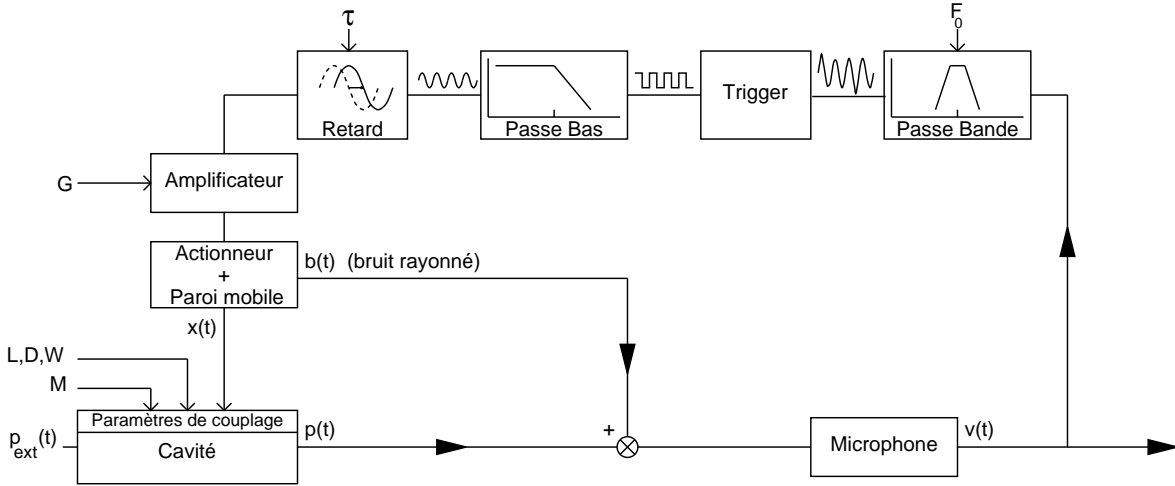 τ
F0
Retard
Passe Bas
Trigger
Passe Bande
G
Amplificateur
Actionneur
+
Paroi mobile
b(t) (bruit rayonné)
x(t)
L,D,W
M
Paramètres de couplage
pext(t)
Cavité
p(t)
+
Microphone
v(t)